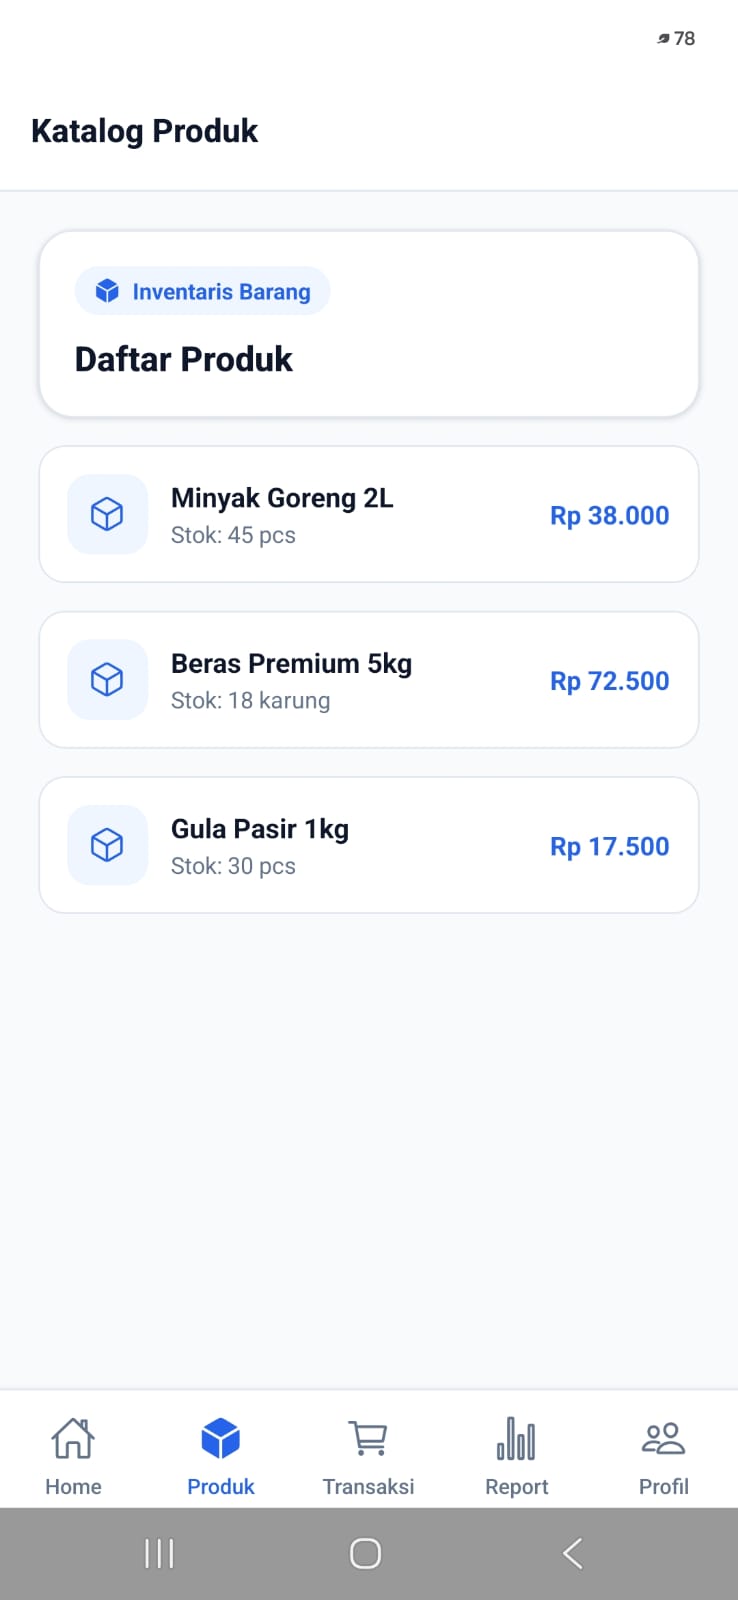 78
Katalog Produk
Inventaris Barang
Daftar Produk
Minyak Goreng 2L
Stok: 45 pcs
Rp 38.000
Beras Premium 5kg
Stok: 18 karung
Rp 72.500
Gula Pasir 1kg
Stok: 30 pcs
Rp 17.500
Home
Produk
Transaksi
Report
Profil